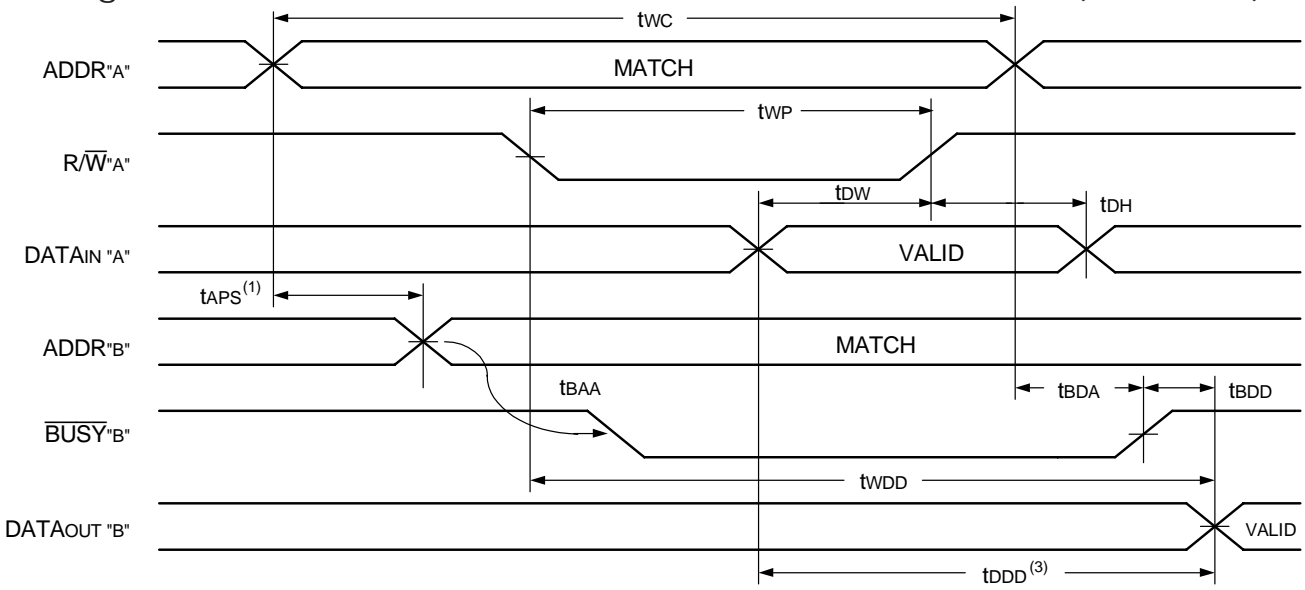 tWC
ADDR"A"
MATCH
tWP
R/W̅"A"
tDW
tDH
DATAIN "A"
VALID
tAPS(1)
ADDR"B"
MATCH
tBAA
tBDA
tBDD
B̅U̅S̅Y̅"B"
tWDD
DATAOUT "B"
VALID
tDDD(3)